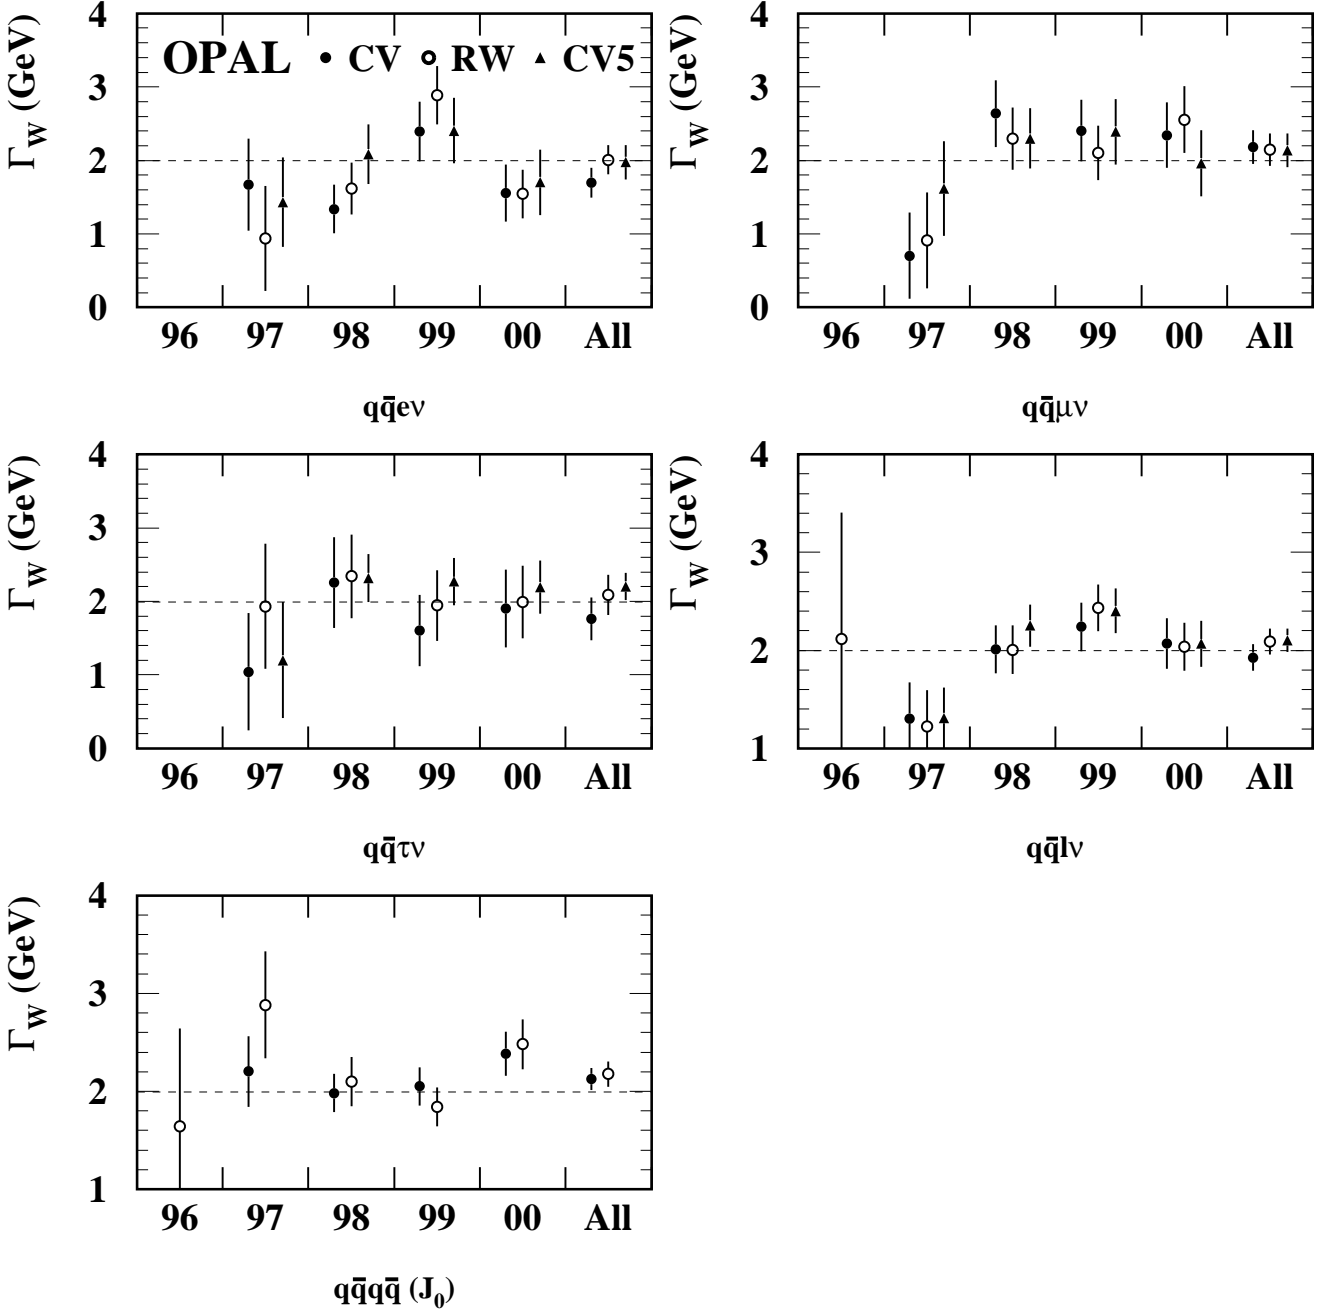 Γ_W (GeV)
4
3
2
1
0
OPAL ● CV ○ RW ▲ CV5
96 97 98 99 00 All
qq̄eν
Γ_W (GeV)
4
3
2
1
0
96 97 98 99 00 All
qq̄μν
Γ_W (GeV)
4
3
2
1
0
96 97 98 99 00 All
qq̄τν
Γ_W (GeV)
4
3
2
1
96 97 98 99 00 All
qq̄lν
Γ_W (GeV)
4
3
2
1
96 97 98 99 00 All
qq̄qq̄ (J_0)